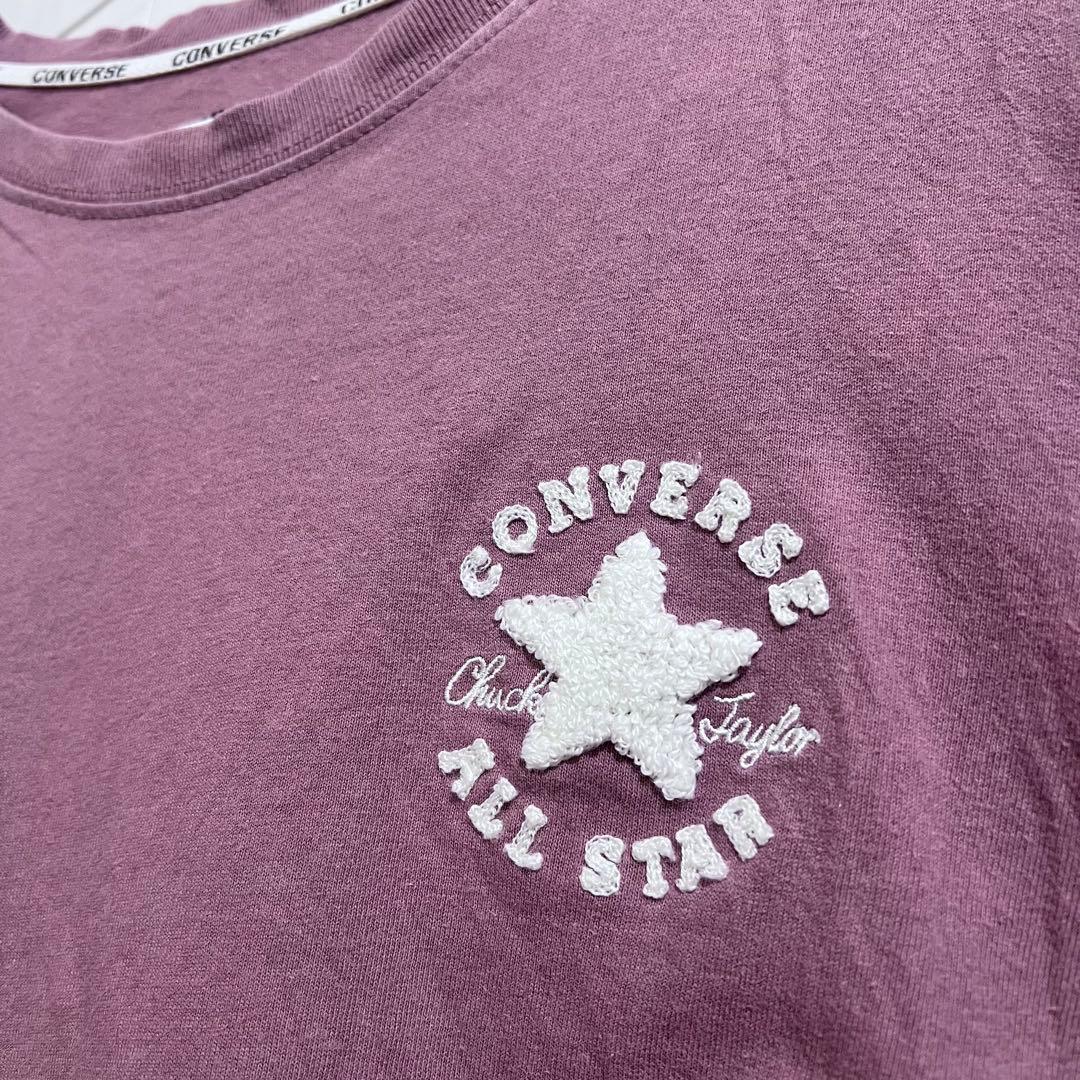 CONVERSE CONVERSE
CONVERSE
Chuck Taylor
ALL STAR